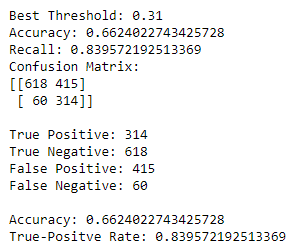 Best Threshold: 0.31
Accuracy: 0.6624022743425728
Recall: 0.839572192513369
Confusion Matrix:
[[618 415]
[ 60 314]]
True Positive: 314
True Negative: 618
False Positive: 415
False Negative: 60
Accuracy: 0.6624022743425728
True-Positve Rate: 0.839572192513369